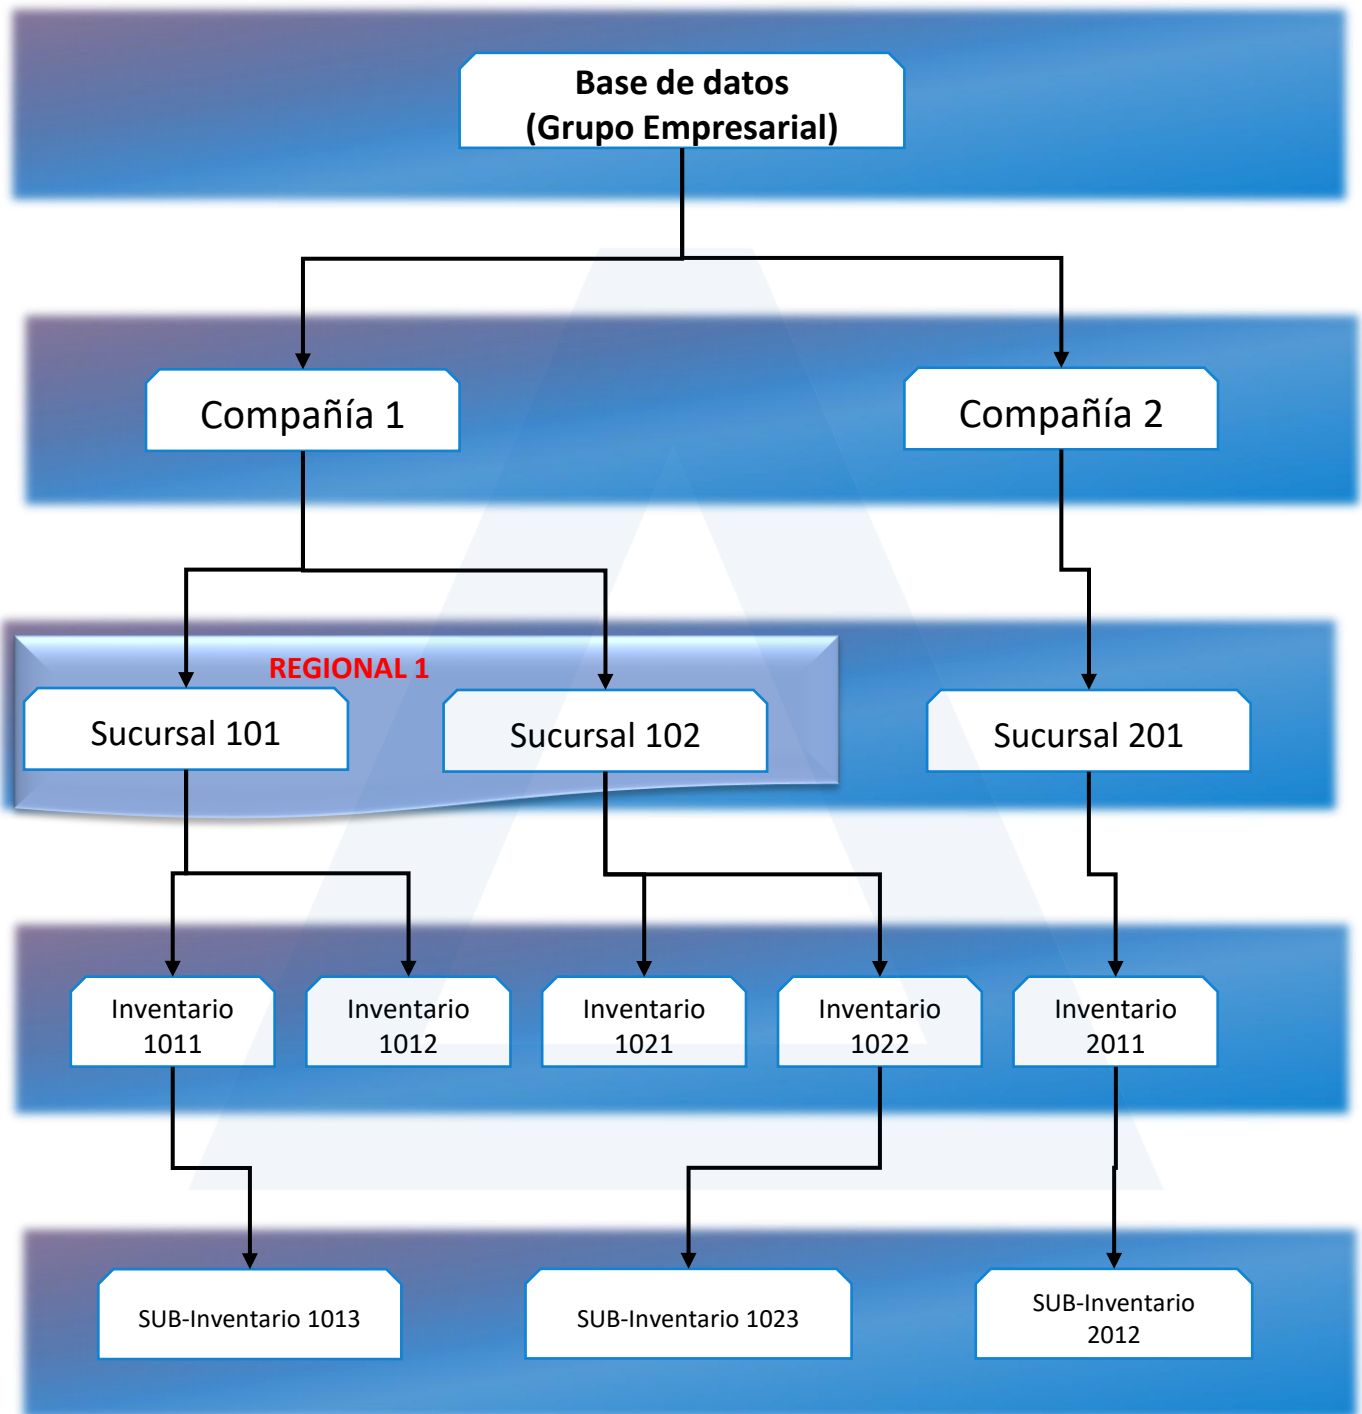 Base de datos
(Grupo Empresarial)
Compañía 1
Compañía 2
REGIONAL 1
Sucursal 101
Sucursal 102
Sucursal 201
Inventario
1011
Inventario
1012
Inventario
1021
Inventario
1022
Inventario
2011
SUB-Inventario 1013
SUB-Inventario 1023
SUB-Inventario
2012